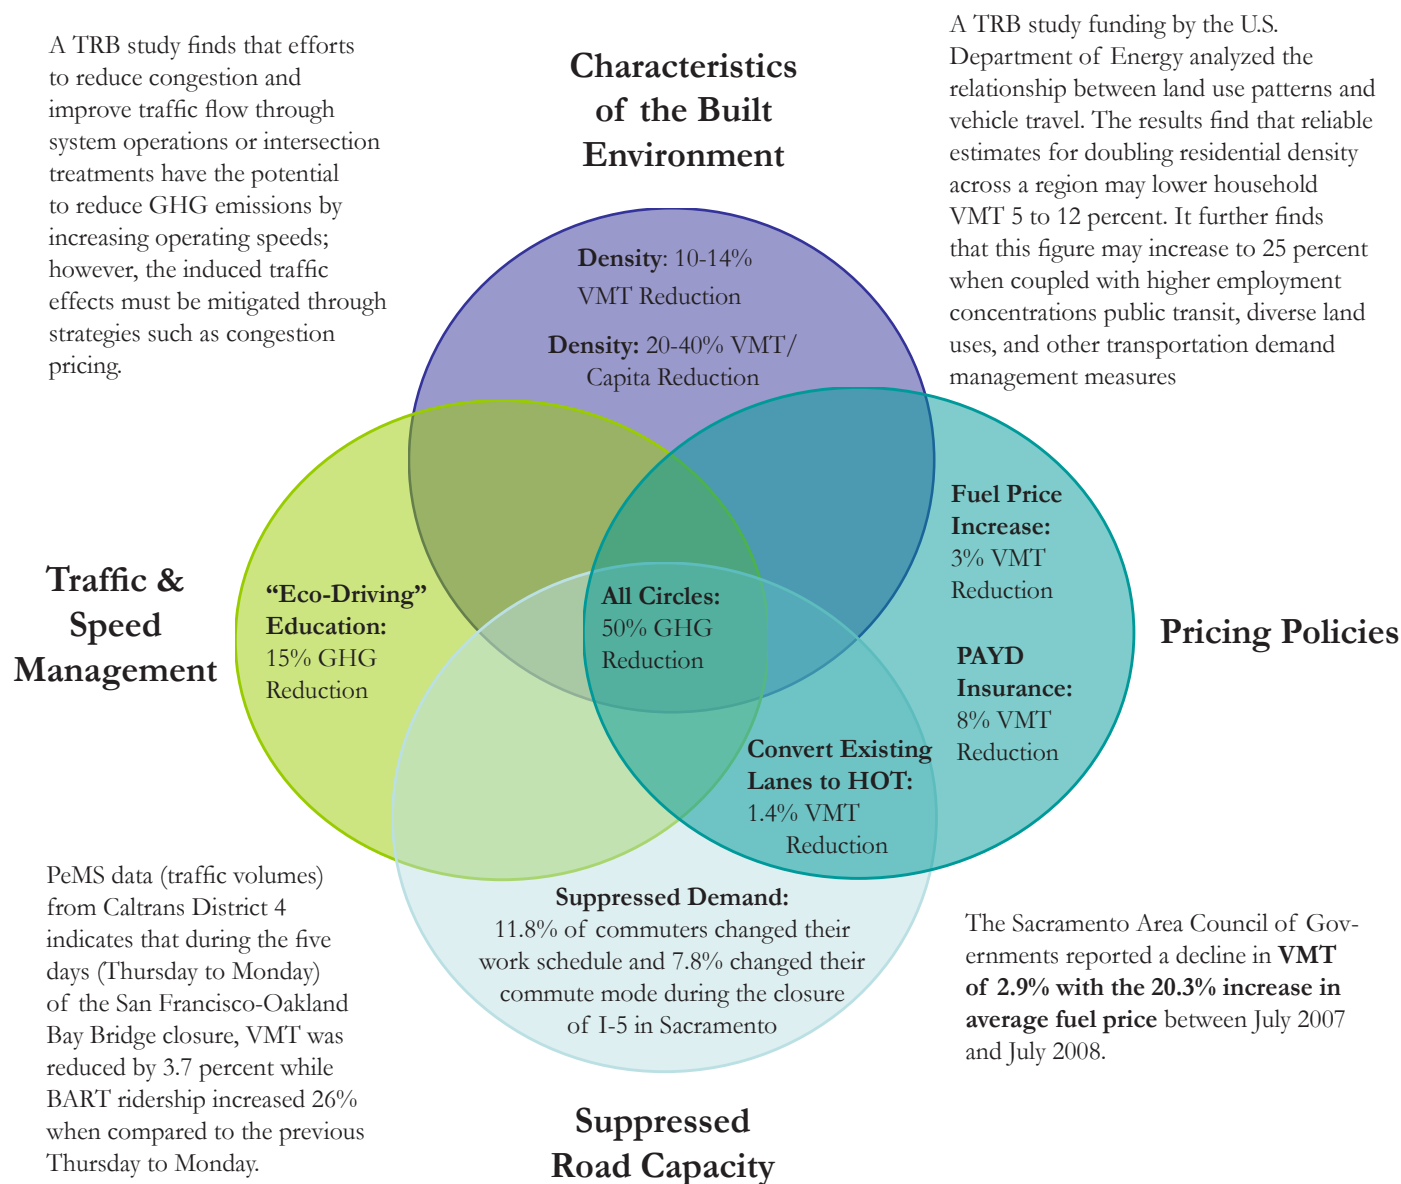 A TRB study finds that efforts
to reduce congestion and
improve traffic flow through
system operations or intersection
treatments have the potential
to reduce GHG emissions by
increasing operating speeds;
however, the induced traffic
effects must be mitigated through
strategies such as congestion
pricing.
Characteristics
of the Built
Environment
A TRB study funding by the U.S.
Department of Energy analyzed the
relationship between land use patterns and
vehicle travel. The results find that reliable
estimates for doubling residential density
across a region may lower household
VMT 5 to 12 percent. It further finds
that this figure may increase to 25 percent
when coupled with higher employment
concentrations public transit, diverse land
uses, and other transportation demand
management measures
Density: 10-14%
VMT Reduction
Density: 20-40% VMT/
Capita Reduction
Traffic &
Speed
Management
“Eco-Driving”
Education:
15% GHG
Reduction
All Circles:
50% GHG
Reduction
Fuel Price
Increase:
3% VMT
Reduction
PAYD
Insurance:
8% VMT
Reduction
Pricing Policies
Convert Existing
Lanes to HOT:
1.4% VMT
Reduction
Suppressed Demand:
11.8% of commuters changed their
work schedule and 7.8% changed their
commute mode during the closure
of I-5 in Sacramento
PeMS data (traffic volumes)
from Caltrans District 4
indicates that during the five
days (Thursday to Monday)
of the San Francisco-Oakland
Bay Bridge closure, VMT was
reduced by 3.7 percent while
BART ridership increased 26%
when compared to the previous
Thursday to Monday.
The Sacramento Area Council of Gov-
ernments reported a decline in VMT
of 2.9% with the 20.3% increase in
average fuel price between July 2007
and July 2008.
Suppressed
Road Capacity